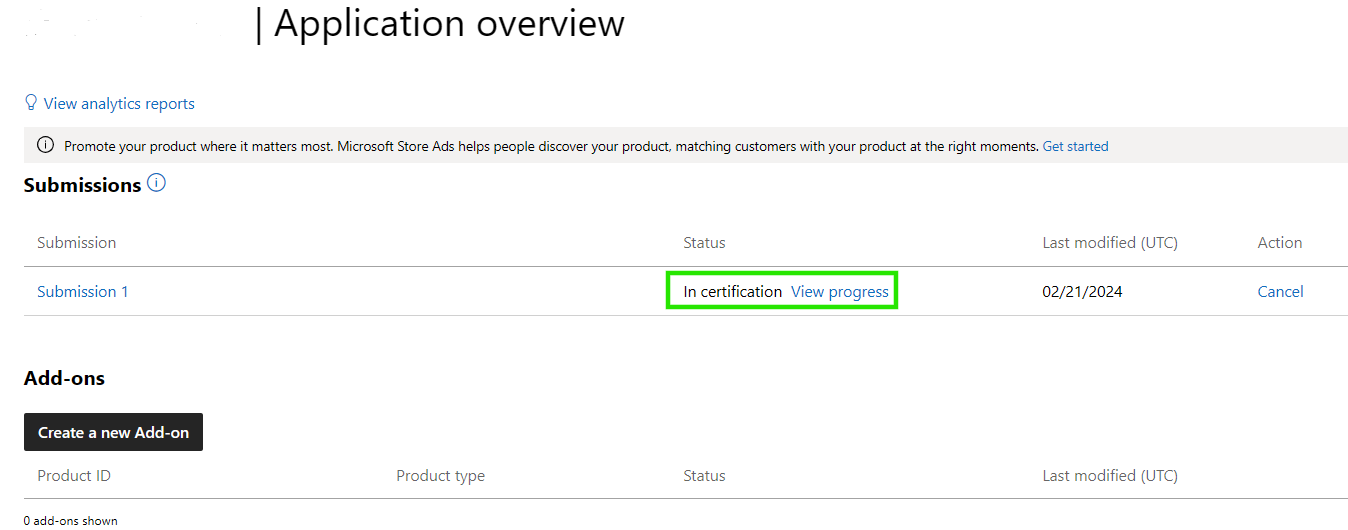 | Application overview
View analytics reports
Promote your product where it matters most. Microsoft Store Ads helps people discover your product, matching customers with your product at the right moments. Get started
Submissions
Submission Status Last modified (UTC) Action
Submission 1 In certification View progress 02/21/2024 Cancel
Add-ons
Create a new Add-on
Product ID Product type Status Last modified (UTC)
0 add-ons shown